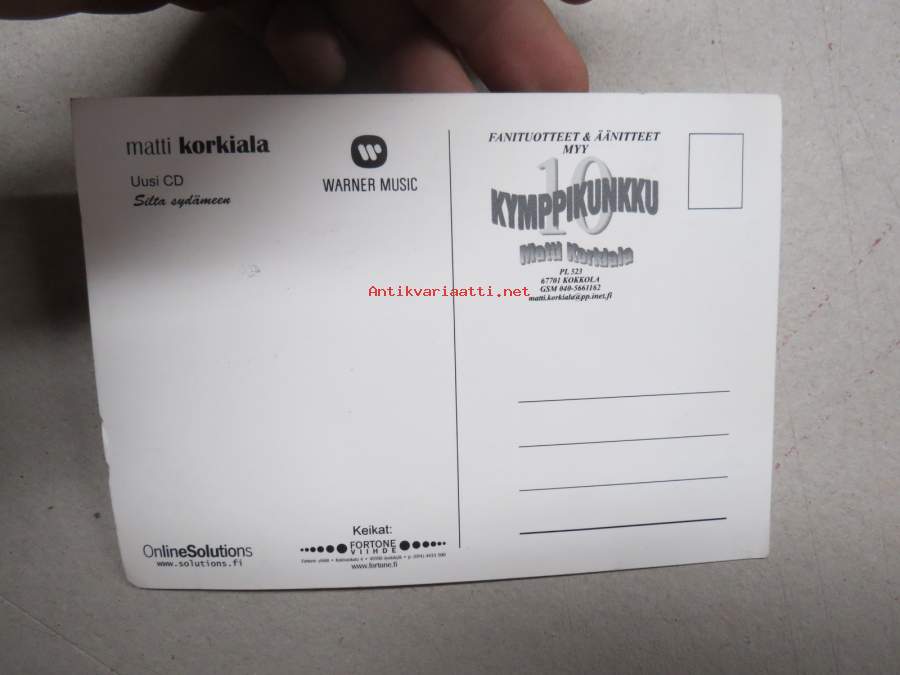 matti korkiala
Uusi CD
Silta sydämeen
WARNER MUSIC
FANITUOTTEET & ÄÄNITTEET
MYY
10
KYMPPIKUNKKU
Matti Korkiala
PL 523
67701 KOKKOLA
GSM 040-5661162
matti.korkiala@pp.inet.fi
Antikvariaatti.net
OnlineSolutions
www.solutions.fi
Keikat:
FORTONE
VIIHDE
www.fortone.fi